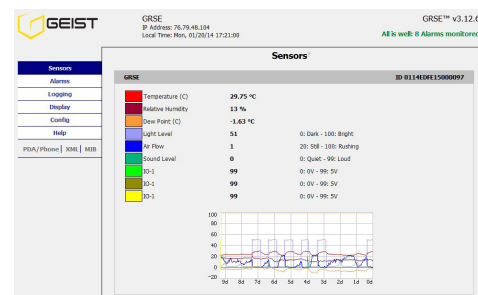 GEIST
GRSE
IP Address: 76.79.48.104
Local Time: Mon, 01/20/14 17:21:00
GRSE™ v3.12.6
All is well: 8 Alarms monitored
Sensors
Sensors
Alarms
Logging
Display
Config
Help
PDA/Phone | XML | MIB
GRSE ID 0114EDFE15000097
Temperature (C) 29.75 °C
Relative Humidity 13 %
Dew Point (C) -1.63 °C
Light Level 51 0: Dark - 100: Bright
Air Flow 1 20: Still - 100: Rushing
Sound Level 0 0: Quiet - 99: Loud
IO-1 99 0: 0V - 99: 5V
IO-1 99 0: 0V - 99: 5V
IO-1 99 0: 0V - 99: 5V
100
80
60
40
20
0
-20
9d 8d 7d 6d 5d 4d 3d 2d 1d 0d